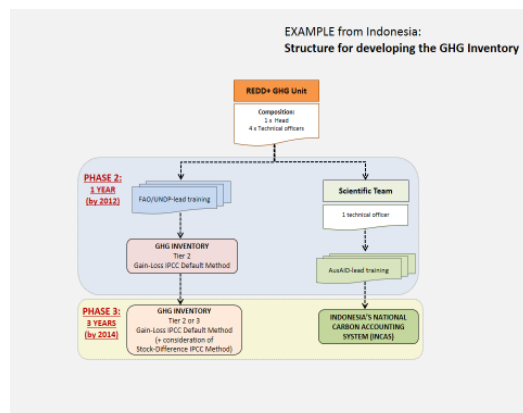 EXAMPLE from Indonesia:
Structure for developing the GHG Inventory
REDD+ GHG Unit
Composition:
1 x Head
4 x Technical officers
PHASE 2:
1 YEAR
(by 2012)
FAO/UNDP-lead training
Scientific Team
1 technical officer
GHG INVENTORY
Tier 2
Gain-Loss IPCC Default Method
AusAID-lead training
PHASE 3:
3 YEARS
(by 2014)
GHG INVENTORY
Tier 2 or 3
Gain-Loss IPCC Default Method
(+ consideration of
Stock-Difference IPCC Method)
INDONESIA'S NATIONAL
CARBON ACCOUNTING
SYSTEM (INCAS)